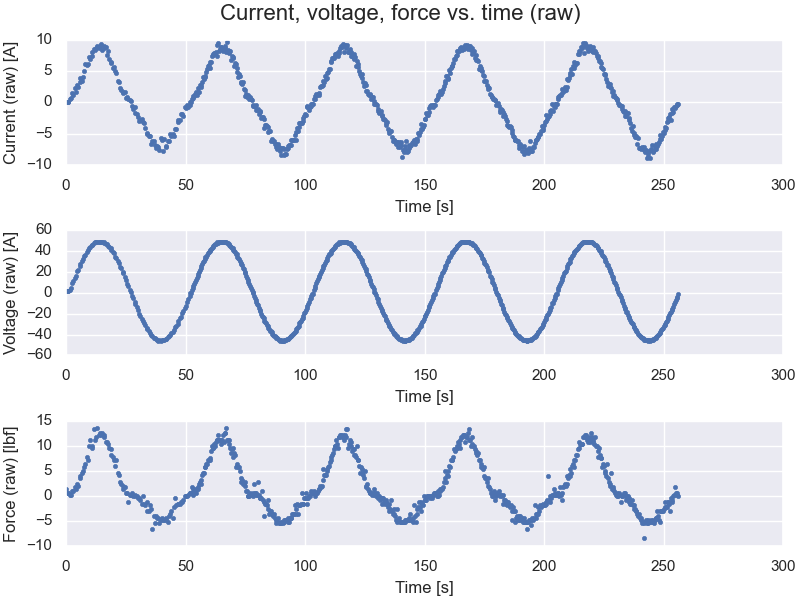 Current, voltage, force vs. time (raw)
Current (raw) [A]
10
5
0
−5
−10
0 50 100 150 200 250 300
Time [s]
Voltage (raw) [A]
60
40
20
0
−20
−40
−60
0 50 100 150 200 250 300
Time [s]
Force (raw) [lbf]
15
10
5
0
−5
−10
0 50 100 150 200 250 300
Time [s]